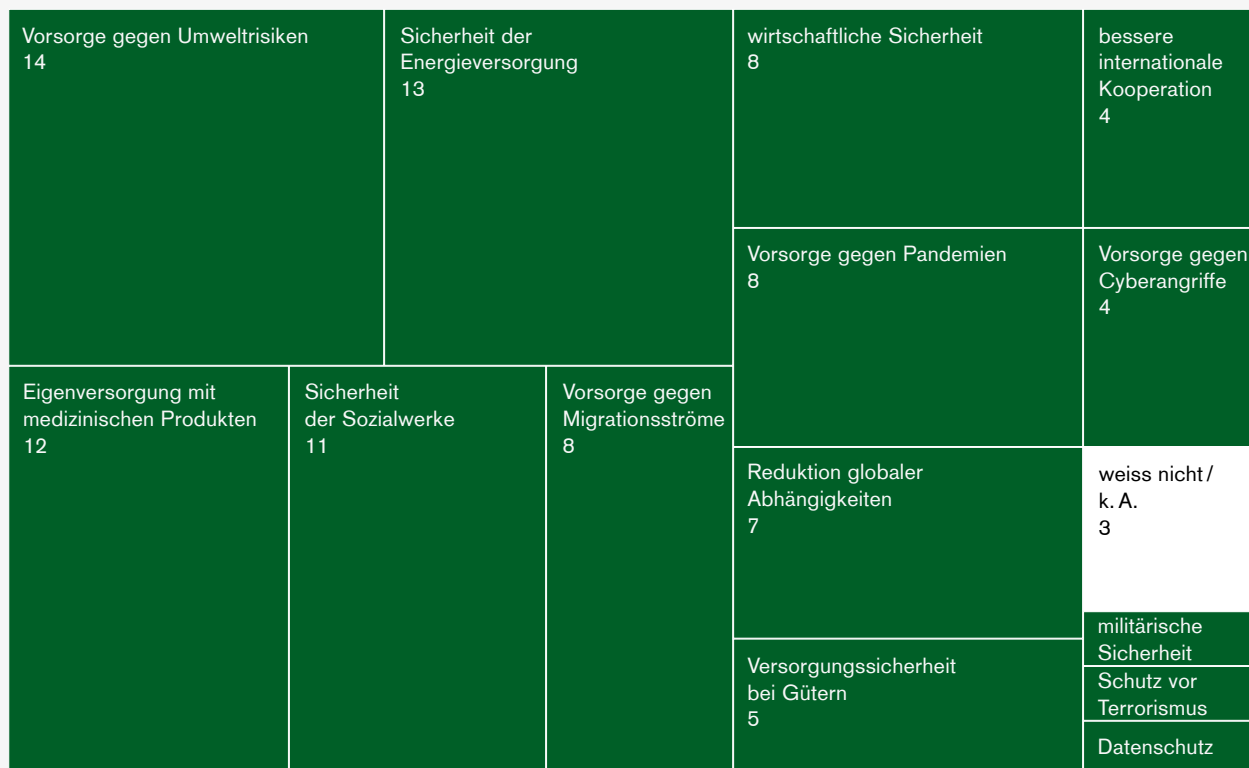 Vorsorge gegen Umweltrisiken
14
Sicherheit der
Energieversorgung
13
wirtschaftliche Sicherheit
8
bessere
internationale
Kooperation
4
Vorsorge gegen Pandemien
8
Vorsorge gegen
Cyberangriffe
4
Eigenversorgung mit
medizinischen Produkten
12
Sicherheit
der Sozialwerke
11
Vorsorge gegen
Migrationsströme
8
Reduktion globaler
Abhängigkeiten
7
weiss nicht /
k. A.
3
militärische
Sicherheit
Versorgungssicherheit
bei Gütern
5
Schutz vor
Terrorismus
Datenschutz